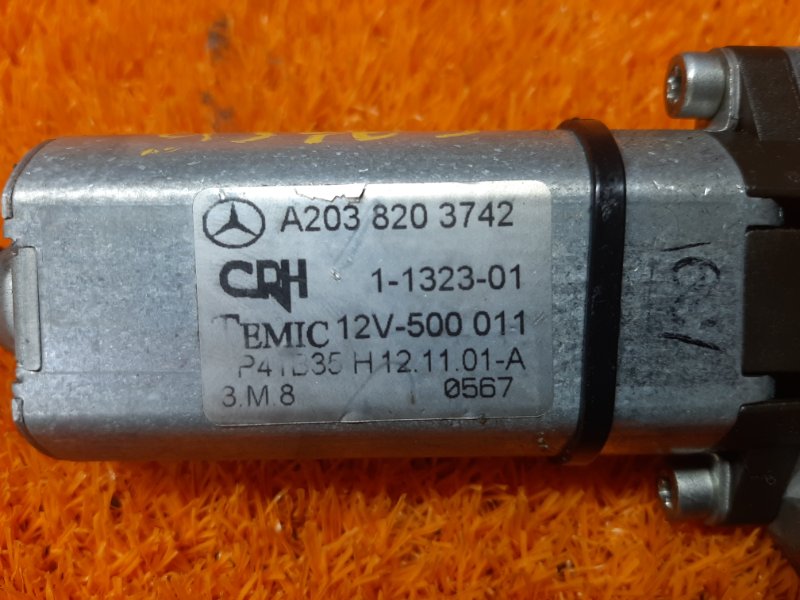 A203 820 3742
CRH 1-1323-01
TEMIC 12V-500 011
H 12.11.01-A
3.M.8 0567